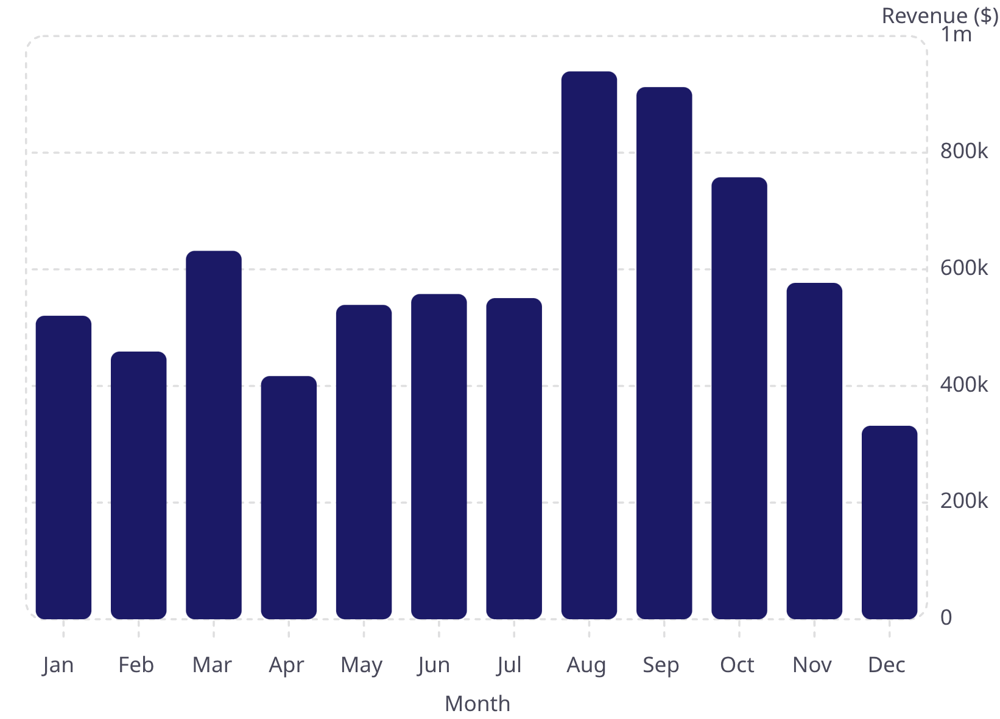 Revenue ($)
1m
800k
600k
400k
200k
0
Jan Feb Mar Apr May Jun Jul Aug Sep Oct Nov Dec
Month